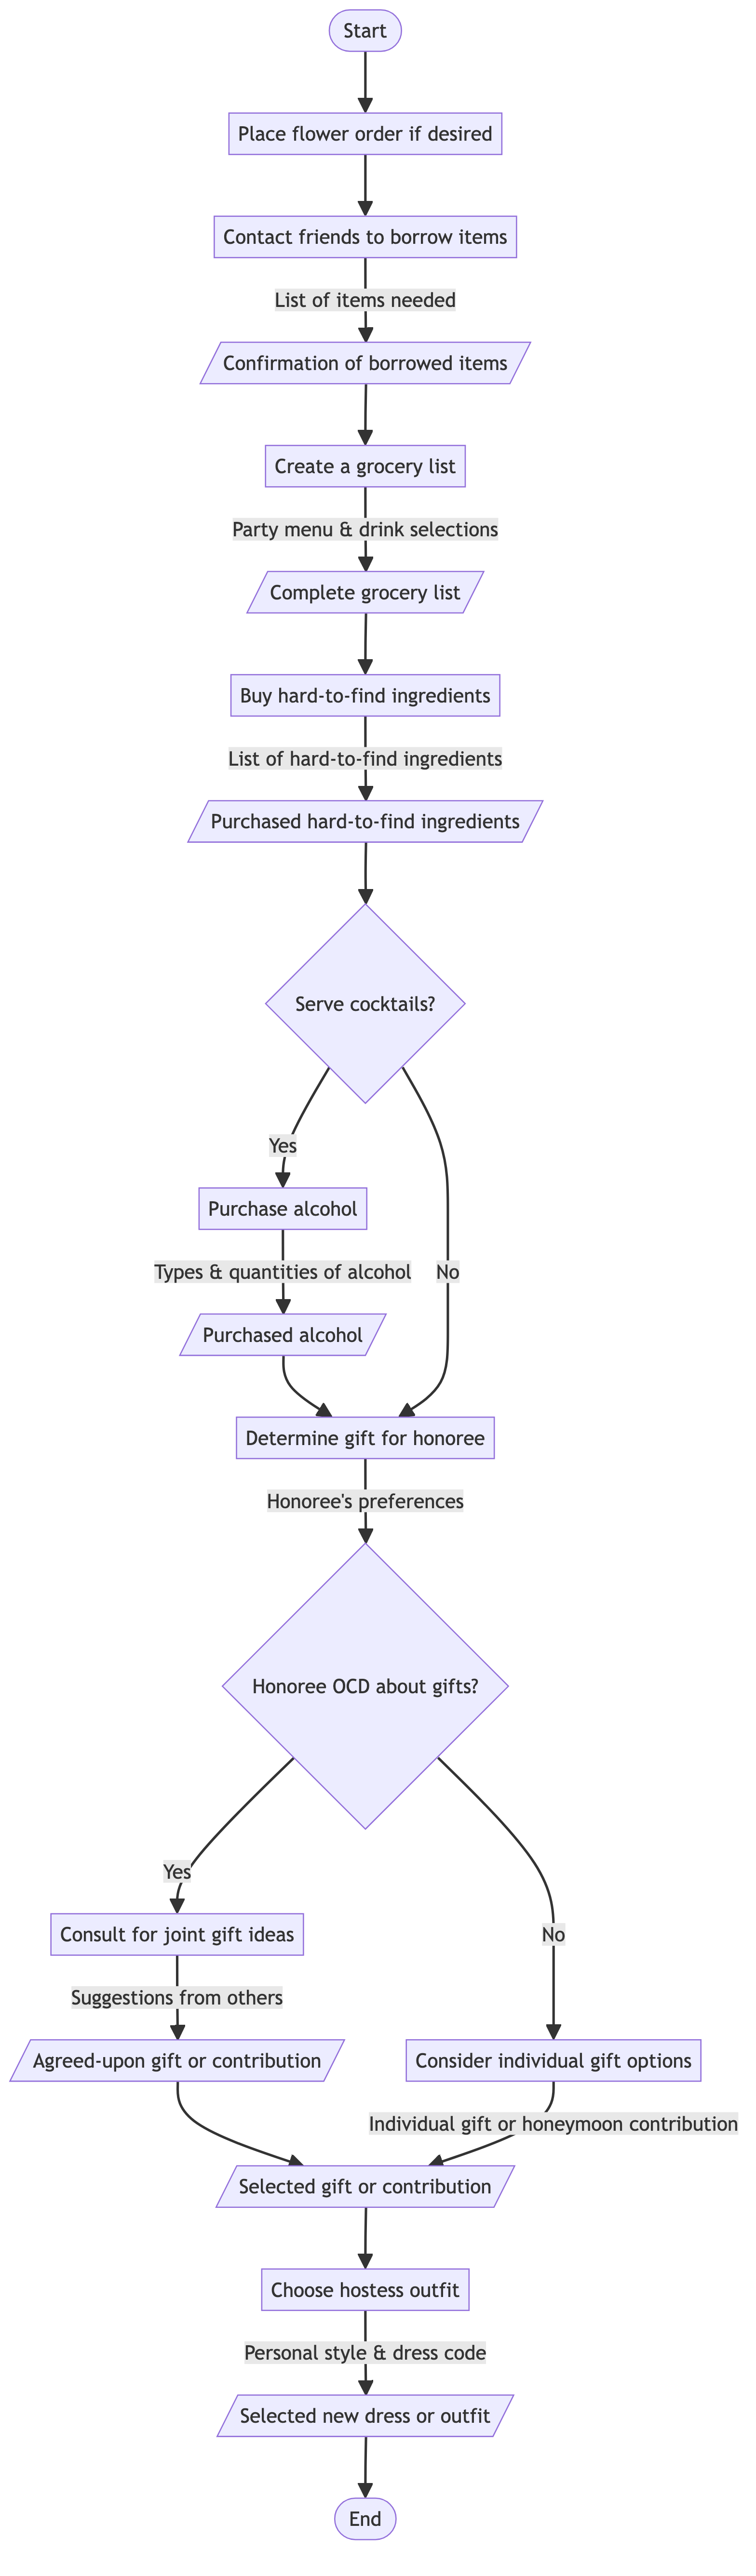 Start
Place flower order if desired
Contact friends to borrow items
List of items needed
Confirmation of borrowed items
Create a grocery list
Party menu & drink selections
Complete grocery list
Buy hard-to-find ingredients
List of hard-to-find ingredients
Purchased hard-to-find ingredients
Serve cocktails?
Yes
Purchase alcohol
Types & quantities of alcohol
No
Purchased alcohol
Determine gift for honoree
Honoree's preferences
Honoree OCD about gifts?
Yes
Consult for joint gift ideas
No
Suggestions from others
Agreed-upon gift or contribution
Consider individual gift options
Individual gift or honeymoon contribution
Selected gift or contribution
Choose hostess outfit
Personal style & dress code
Selected new dress or outfit
End